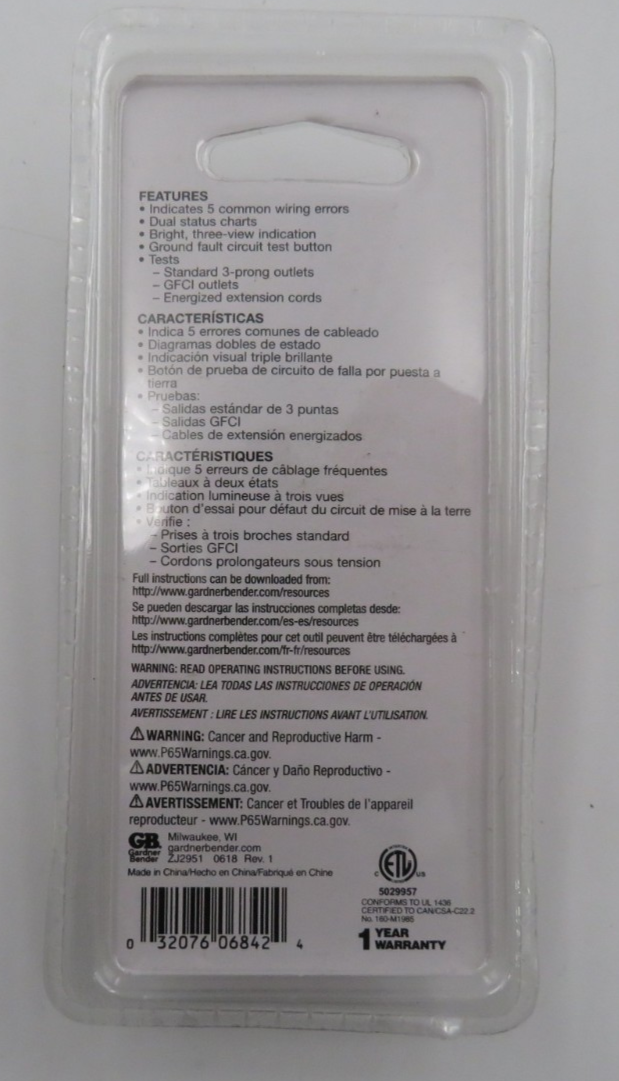 FEATURES
• Indicates 5 common wiring errors
• Dual status charts
• Bright, three-view indication
• Ground fault circuit test button
• Tests
– Standard 3-prong outlets
– GFCI outlets
– Energized extension cords
CARACTERÍSTICAS
• Indica 5 errores comunes de cableado
• Diagramas dobles de estado
• Indicación visual triple brillante
• Botón de prueba de circuito de falla por puesta a
tierra
• Pruebas:
– Salidas estándar de 3 puntas
– Salidas GFCI
– Cables de extensión energizados
CARACTÉRISTIQUES
• Indique 5 erreurs de câblage fréquentes
• Tableaux à deux états
• Indication lumineuse à trois vues
• Bouton d'essai pour défaut du circuit de mise à la terre
• Vérifie :
– Prises à trois broches standard
– Sorties GFCI
– Cordons prolongateurs sous tension
Full instructions can be downloaded from:
http://www.gardnerbender.com/resources
Se pueden descargar las instrucciones completas desde:
http://www.gardnerbender.com/es-es/resources
Les instructions complètes pour cet outil peuvent être téléchargées à
http://www.gardnerbender.com/fr-fr/resources
WARNING: READ OPERATING INSTRUCTIONS BEFORE USING.
ADVERTENCIA: LEA TODAS LAS INSTRUCCIONES DE OPERACIÓN
ANTES DE USAR.
AVERTISSEMENT : LIRE LES INSTRUCTIONS AVANT L'UTILISATION.
⚠WARNING: Cancer and Reproductive Harm -
www.P65Warnings.ca.gov.
⚠ADVERTENCIA: Cáncer y Daño Reproductivo -
www.P65Warnings.ca.gov.
⚠AVERTISSEMENT: Cancer et Troubles de l'appareil
reproducteur - www.P65Warnings.ca.gov.
GB
Gardner
Bender
Milwaukee, WI
gardnerbender.com
ZJ2951 0618 Rev. 1
Made in China/Hecho en China/Fabriqué en Chine
C ETL US
5029957
CONFORMS TO UL 1436
CERTIFIED TO CAN/CSA-C22.2
No. 160-M1985
0 32076 06842 4
1 YEAR
WARRANTY